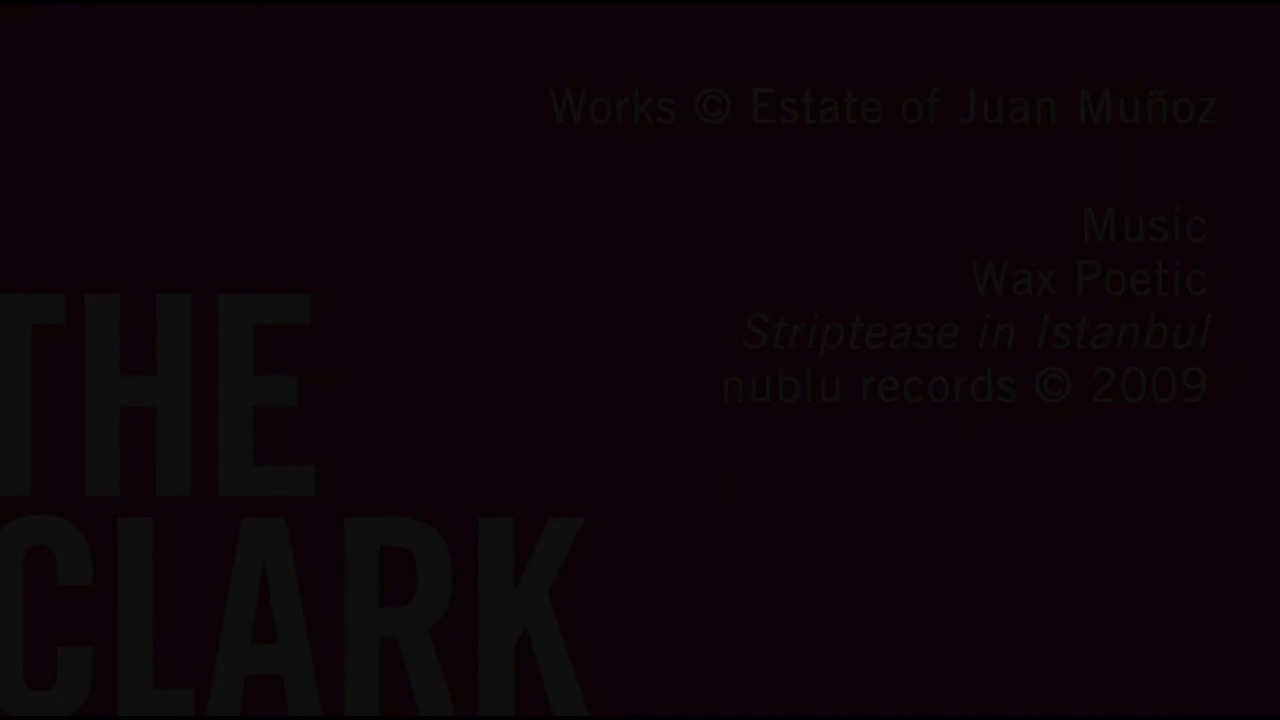 Works © Estate of Juan Muñoz
Music
Wax Poetic
Striptease in Istanbul
nublu records © 2009
THE
CLARK